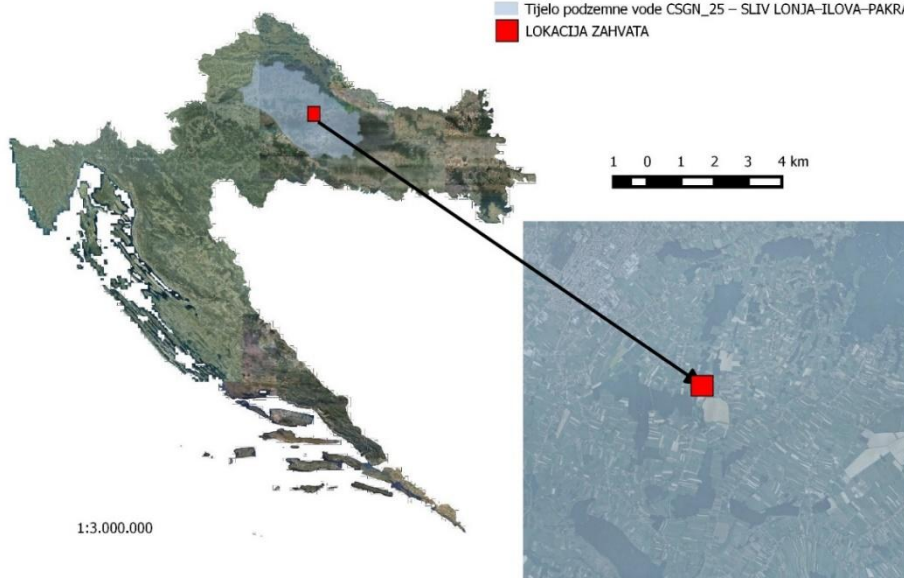 Tijelo podzemne vode CSGN_25 – SLIV LONJA–ILOVA–PAKRA
LOKACIJA ZAHVATA
1 0 1 2 3 4 km
1:3.000.000